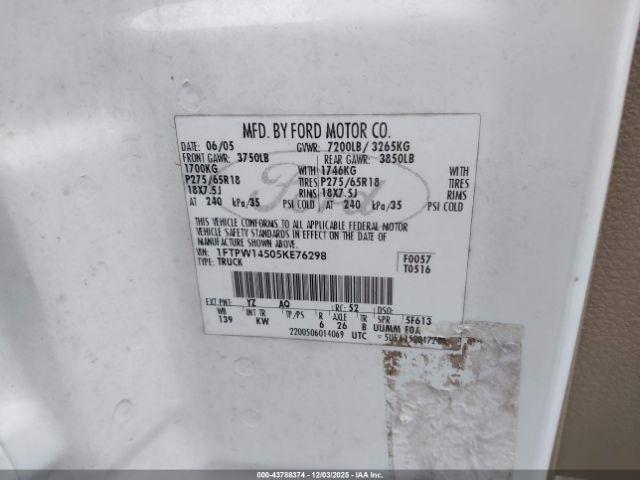 MFD. BY FORD MOTOR CO.
DATE: 06/05 GVWR: 7200LB/ 3265KG
FRONT GAWR: 3750LB REAR GAWR: 3850LB
1700KG WITH 1746KG WITH
P275/65R18 TIRES P275/65R18 TIRES
18X7.5J RIMS 18X7.5J RIMS
AT 240 kPa/35 PSI COLD AT 240 kPa/35 PSI COLD
THIS VEHICLE CONFORMS TO ALL APPLICABLE FEDERAL MOTOR
VEHICLE SAFETY STANDARDS IN EFFECT ON THE DATE OF
MANUFACTURE SHOWN ABOVE.
VIN: 1FTPW14505KE76298 F0057
TYPE: TRUCK T0516
EXT PNT: YZ AQ RC: 52 DSO:
WB INT TR TP/PS R AXLE TR SPR 5F613
139 KW 6 26 B UUMM FOA
2200506014069 UTC
Ford
000-43788374 | 12/03/2025 | IAA Inc.